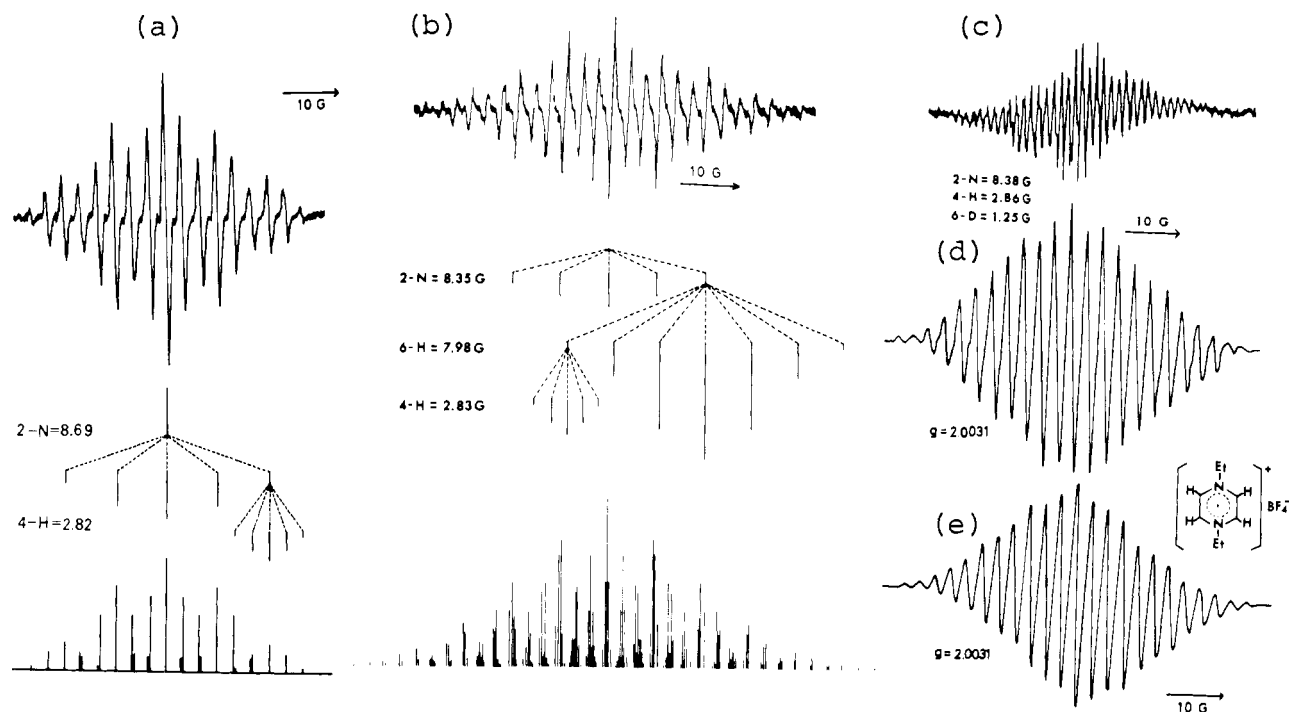 (a)
10 G
2-N=8.69
4-H=2.82
(b)
10 G
2-N = 8.35 G
6-H = 7.98 G
4-H = 2.83 G
(c)
2-N = 8.38 G
4-H = 2.86 G
6-D = 1.25 G
10 G
(d)
g=2.0031
Et
N
H
H
H
H
N
Et
+
BF₄⁻
(e)
g=2.0031
10 G